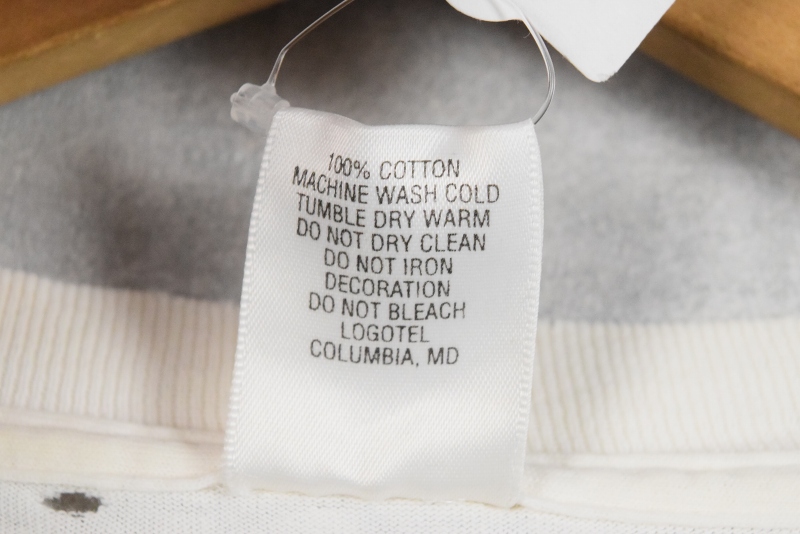 100% COTTON
MACHINE WASH COLD
TUMBLE DRY WARM
DO NOT DRY CLEAN
DO NOT IRON
DECORATION
DO NOT BLEACH
LOGOTEL
COLUMBIA, MD